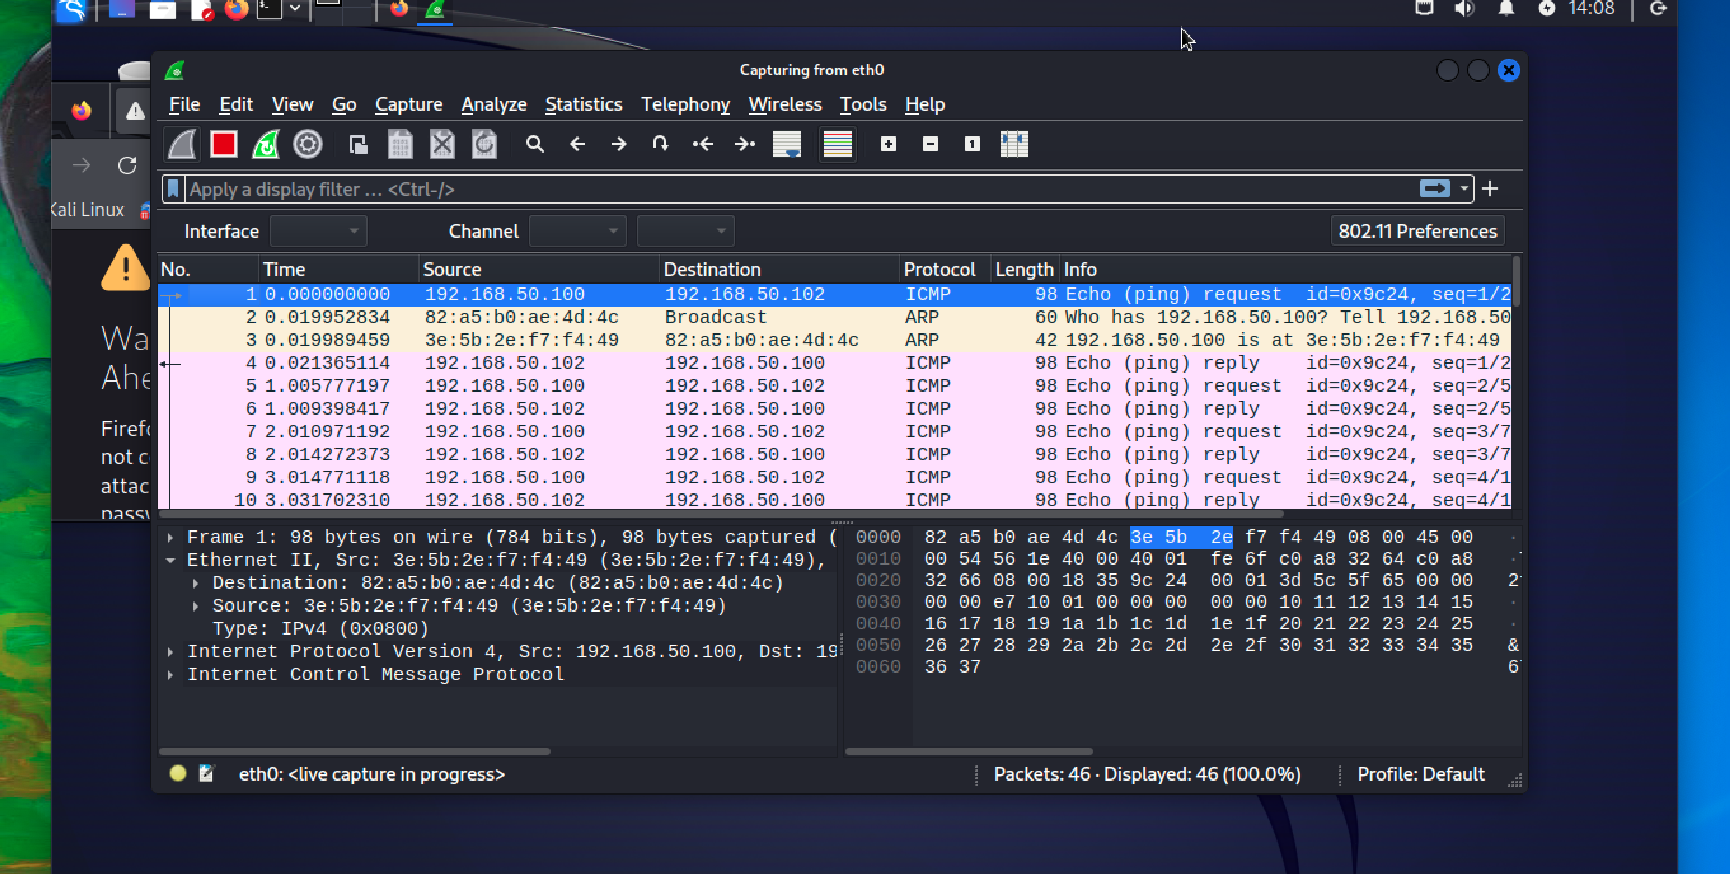 14:08
Capturing from eth0
File Edit View Go Capture Analyze Statistics Telephony Wireless Tools Help
Apply a display filter … <Ctrl-/>
Kali Linux
Interface Channel 802.11 Preferences
No. Time Source Destination Protocol Length Info
1 0.000000000 192.168.50.100 192.168.50.102 ICMP 98 Echo (ping) request id=0x9c24, seq=1/2
2 0.019952834 82:a5:b0:ae:4d:4c Broadcast ARP 60 Who has 192.168.50.100? Tell 192.168.50
3 0.019989459 3e:5b:2e:f7:f4:49 82:a5:b0:ae:4d:4c ARP 42 192.168.50.100 is at 3e:5b:2e:f7:f4:49
4 0.021365114 192.168.50.102 192.168.50.100 ICMP 98 Echo (ping) reply id=0x9c24, seq=1/2
5 1.005777197 192.168.50.100 192.168.50.102 ICMP 98 Echo (ping) request id=0x9c24, seq=2/5
6 1.009398417 192.168.50.102 192.168.50.100 ICMP 98 Echo (ping) reply id=0x9c24, seq=2/5
7 2.010971192 192.168.50.100 192.168.50.102 ICMP 98 Echo (ping) request id=0x9c24, seq=3/7
8 2.014272373 192.168.50.102 192.168.50.100 ICMP 98 Echo (ping) reply id=0x9c24, seq=3/7
9 3.014771118 192.168.50.100 192.168.50.102 ICMP 98 Echo (ping) request id=0x9c24, seq=4/1
10 3.031702310 192.168.50.102 192.168.50.100 ICMP 98 Echo (ping) reply id=0x9c24, seq=4/1
Wa
Ahe
Firef
not c
attac
passw
Frame 1: 98 bytes on wire (784 bits), 98 bytes captured (
Ethernet II, Src: 3e:5b:2e:f7:f4:49 (3e:5b:2e:f7:f4:49),
Destination: 82:a5:b0:ae:4d:4c (82:a5:b0:ae:4d:4c)
Source: 3e:5b:2e:f7:f4:49 (3e:5b:2e:f7:f4:49)
Type: IPv4 (0x0800)
Internet Protocol Version 4, Src: 192.168.50.100, Dst: 19
Internet Control Message Protocol
0000 82 a5 b0 ae 4d 4c 3e 5b 2e f7 f4 49 08 00 45 00
0010 00 54 56 1e 40 00 40 01 fe 6f c0 a8 32 64 c0 a8
0020 32 66 08 00 18 35 9c 24 00 01 3d 5c 5f 65 00 00
0030 00 00 e7 10 01 00 00 00 00 00 10 11 12 13 14 15
0040 16 17 18 19 1a 1b 1c 1d 1e 1f 20 21 22 23 24 25
0050 26 27 28 29 2a 2b 2c 2d 2e 2f 30 31 32 33 34 35 &
0060 36 37 6
eth0: <live capture in progress> Packets: 46 · Displayed: 46 (100.0%) Profile: Default